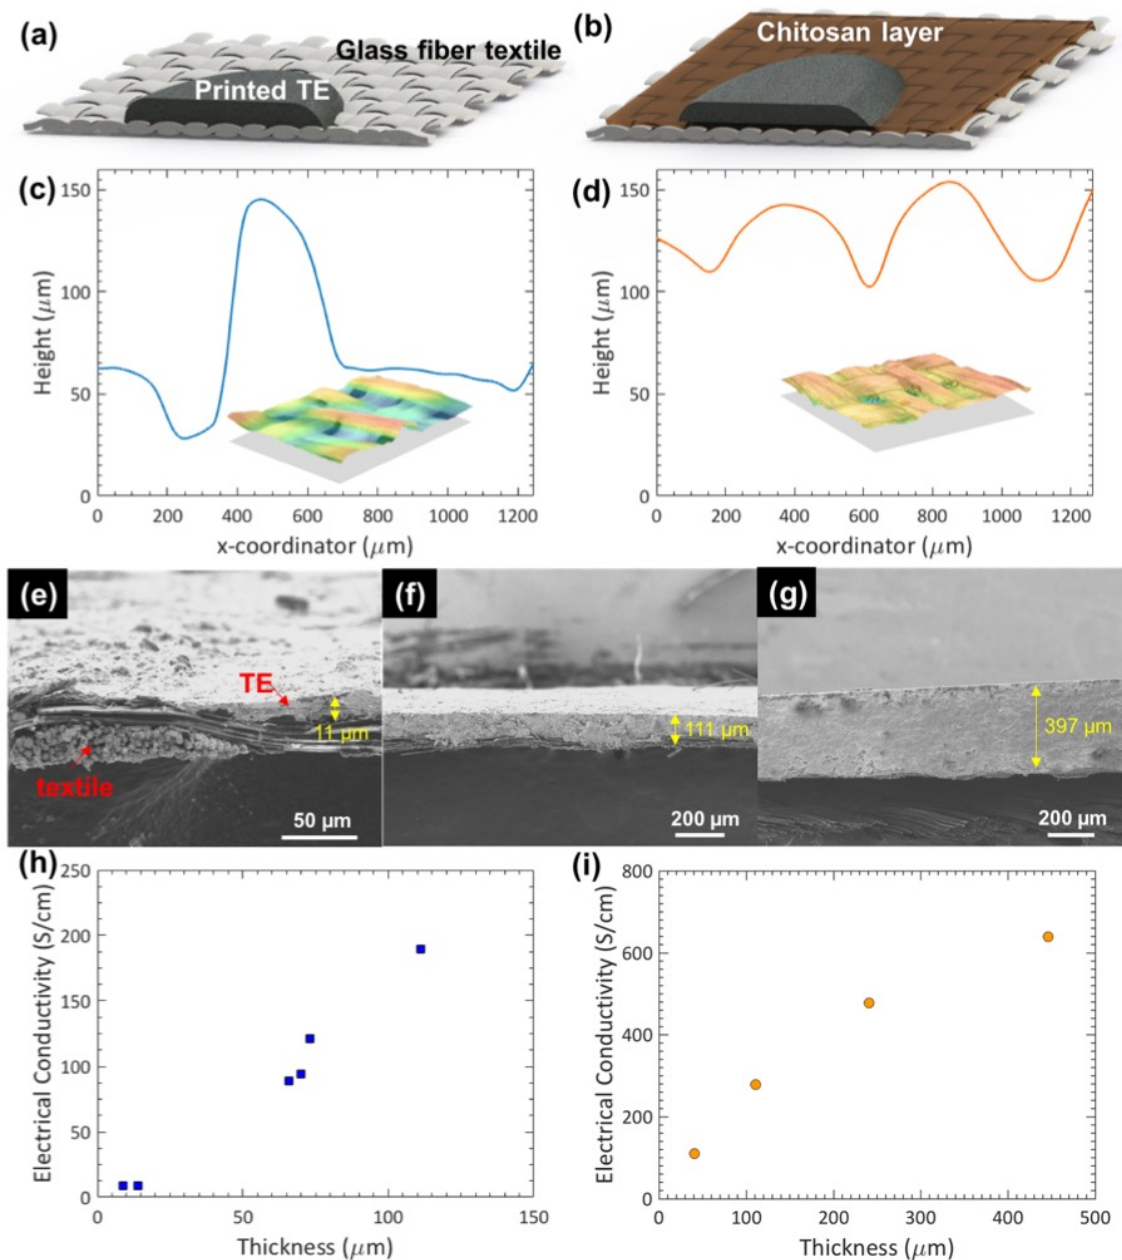 (a)
Glass fiber textile
Printed TE
(b)
Chitosan layer
(c)
150
100
50
0
Height (μm)
0 200 400 600 800 1000 1200
x-coordinator (μm)
(d)
150
100
50
0
Height (μm)
0 200 400 600 800 1000 1200
x-coordinator (μm)
(e)
TE
11 μm
textile
50 μm
(f)
111 μm
200 μm
(g)
397 μm
200 μm
(h)
250
200
150
100
50
0
Electrical Conductivity (S/cm)
0 50 100 150
Thickness (μm)
(i)
800
600
400
200
0
Electrical Conductivity (S/cm)
0 100 200 300 400 500
Thickness (μm)